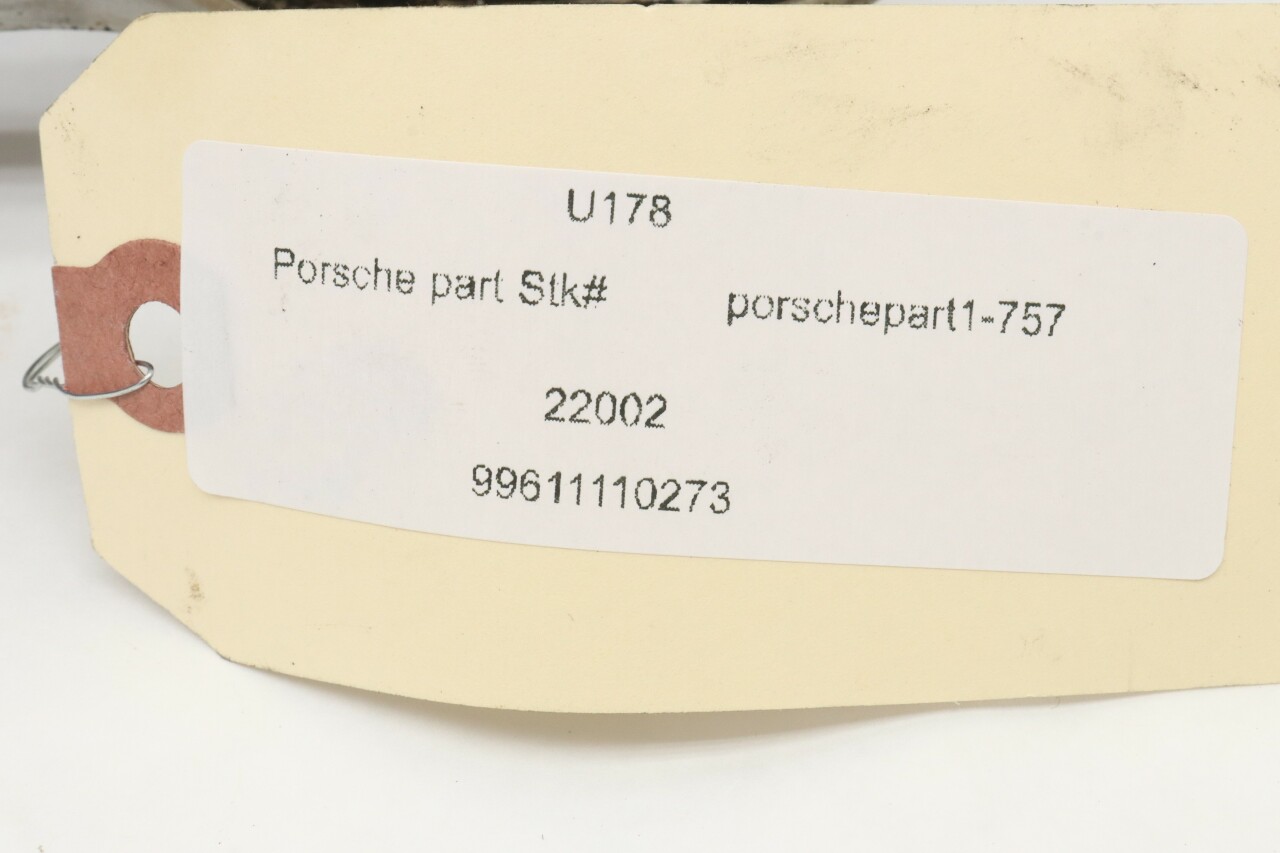 U178
Porsche part Stk# porschepart1-757
22002
99611110273